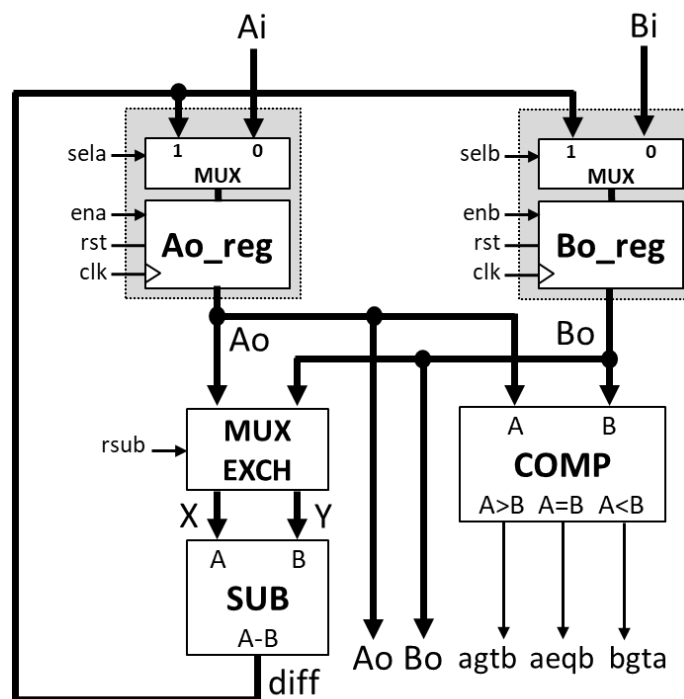 Ai Bi
1 0 1 0
sela MUX selb MUX
ena enb
rst Ao_reg rst Bo_reg
clk clk
Ao Bo
A B
rsub MUX COMP
EXCH
X Y A>B A=B A<B
A B
SUB
A-B
diff Ao Bo agtb aeqb bgta